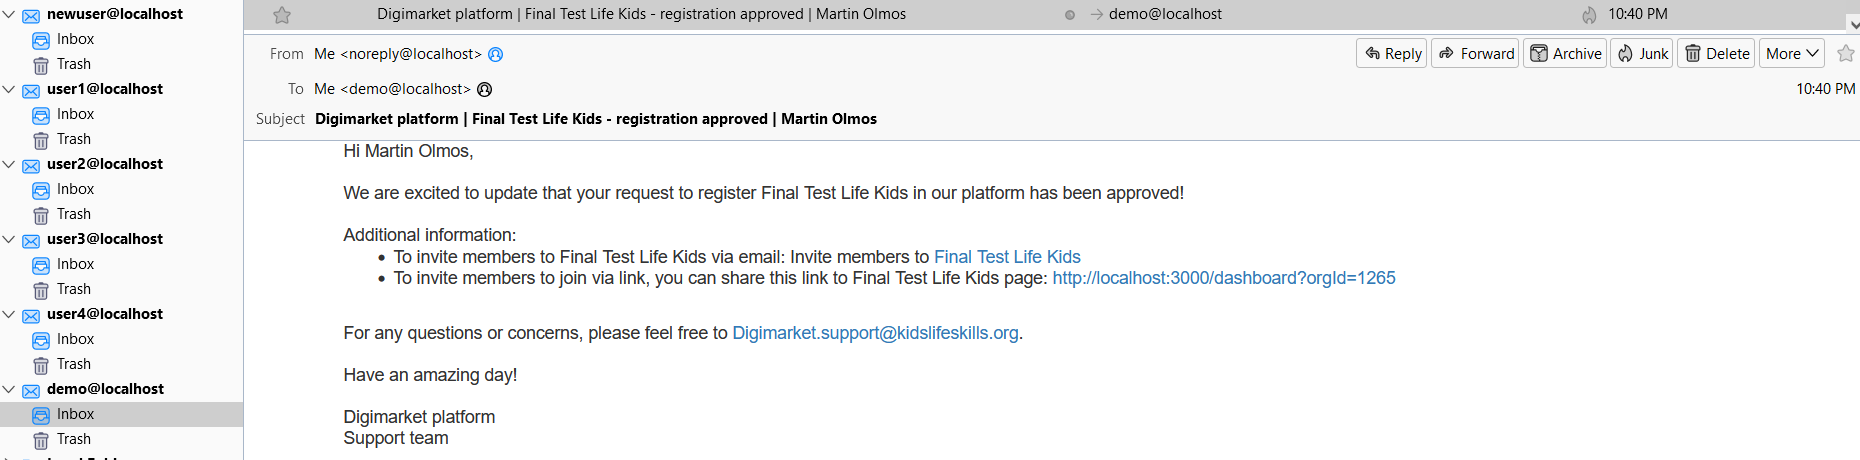 newuser@localhost
Inbox
Trash
user1@localhost
Inbox
Trash
user2@localhost
Inbox
Trash
user3@localhost
Inbox
Trash
user4@localhost
Inbox
Trash
demo@localhost
Inbox
Trash
Digimarket platform | Final Test Life Kids - registration approved | Martin Olmos demo@localhost 10:40 PM
From Me <noreply@localhost> Reply Forward Archive Junk Delete More
To Me <demo@localhost> 10:40 PM
Subject Digimarket platform | Final Test Life Kids - registration approved | Martin Olmos
Hi Martin Olmos,
We are excited to update that your request to register Final Test Life Kids in our platform has been approved!
Additional information:
• To invite members to Final Test Life Kids via email: Invite members to Final Test Life Kids
• To invite members to join via link, you can share this link to Final Test Life Kids page: http://localhost:3000/dashboard?orgId=1265
For any questions or concerns, please feel free to Digimarket.support@kidslifeskills.org.
Have an amazing day!
Digimarket platform
Support team